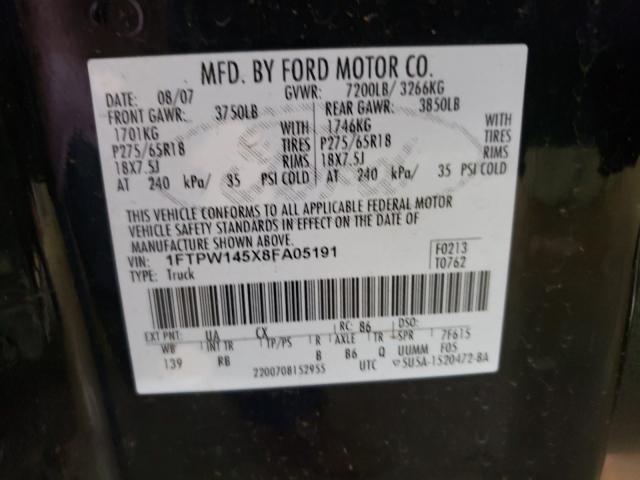 MFD. BY FORD MOTOR CO.
DATE: 08/07 GVWR: 7200LB/ 3266KG
FRONT GAWR: 3750LB REAR GAWR: 3850LB
1701KG WITH 1746KG WITH
P275/65R18 TIRES P275/65R18 TIRES
18X7.5J RIMS 18X7.5J RIMS
AT 240 kPa/ 35 PSI COLD AT 240 kPa/ 35 PSI COLD
THIS VEHICLE CONFORMS TO ALL APPLICABLE FEDERAL MOTOR
VEHICLE SAFETY STANDARDS IN EFFECT ON THE DATE OF
MANUFACTURE SHOWN ABOVE.
VIN: 1FTPW145X8FA05191 F0213
TYPE: Truck T0762
EXT PNT: UA CX RC: 86 DSO:
WB INT TR TP/PS R AXLE TR SPR 7F615
139 RB B B6 Q UUMM F05
2200708152955 UTC 5U5A-1520472-BA